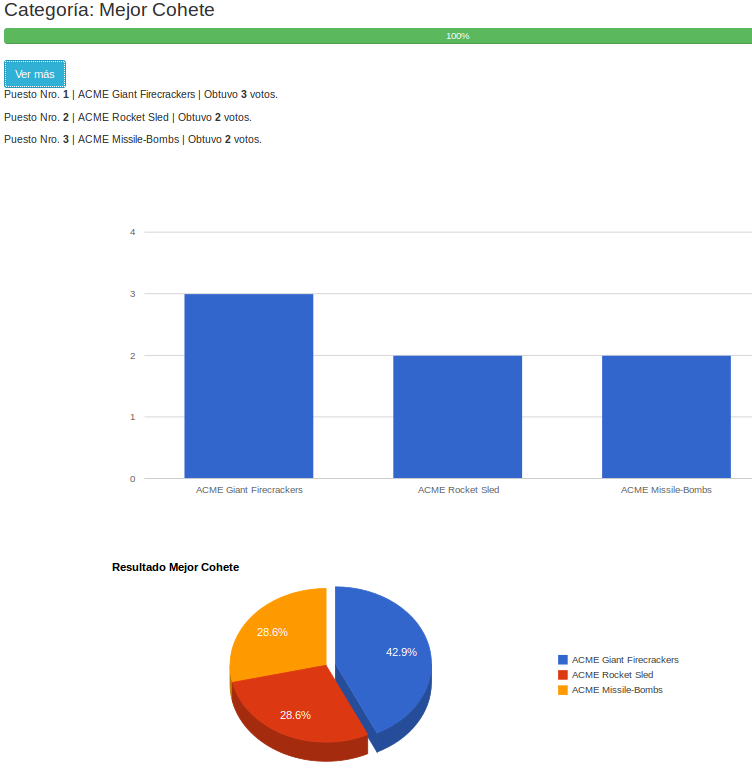 Categoría: Mejor Cohete
100%
Ver más
Puesto Nro. 1 | ACME Giant Firecrackers | Obtuvo 3 votos.
Puesto Nro. 2 | ACME Rocket Sled | Obtuvo 2 votos.
Puesto Nro. 3 | ACME Missile-Bombs | Obtuvo 2 votos.
4
3
2
1
0
ACME Giant Firecrackers ACME Rocket Sled ACME Missile-Bombs
Resultado Mejor Cohete
28.6%
42.9%
28.6%
ACME Giant Firecrackers
ACME Rocket Sled
ACME Missile-Bombs